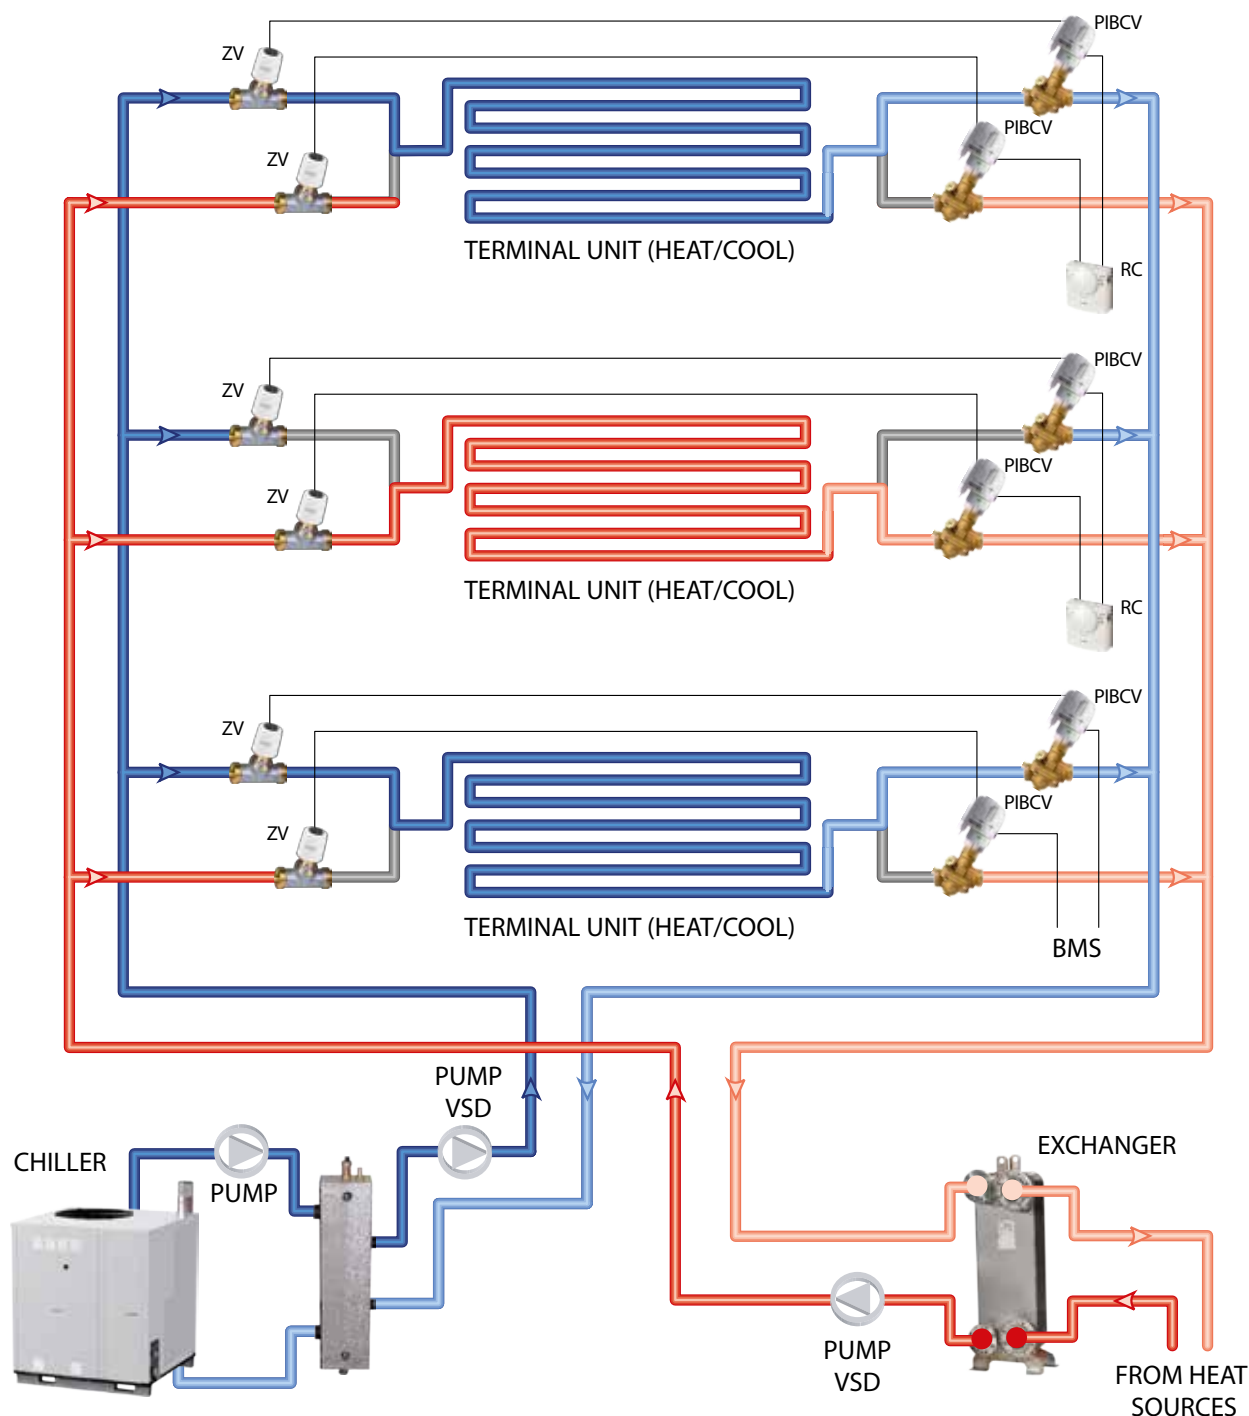 PIBCV
ZV
PIBCV
ZV
TERMINAL UNIT (HEAT/COOL)
RC
PIBCV
ZV
PIBCV
ZV
TERMINAL UNIT (HEAT/COOL)
RC
PIBCV
ZV
PIBCV
ZV
TERMINAL UNIT (HEAT/COOL)
BMS
PUMP
VSD
CHILLER
PUMP
EXCHANGER
PUMP
VSD
FROM HEAT
SOURCES